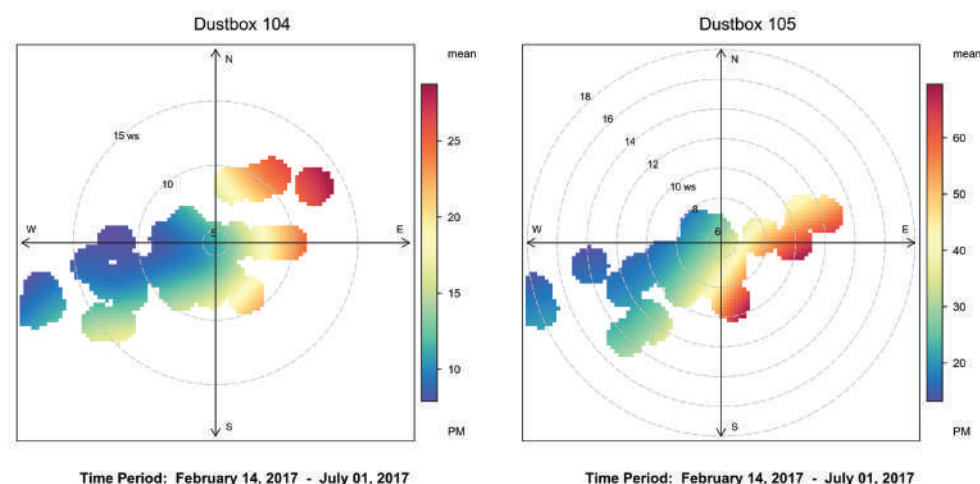 Dustbox 104
mean
N
15 ws
10
5
W
E
S
25
20
15
10
PM
Time Period: February 14, 2017 - July 01, 2017
Dustbox 105
mean
N
18
16
14
12
10 ws
8
6
W
E
S
60
50
40
30
20
PM
Time Period: February 14, 2017 - July 01, 2017